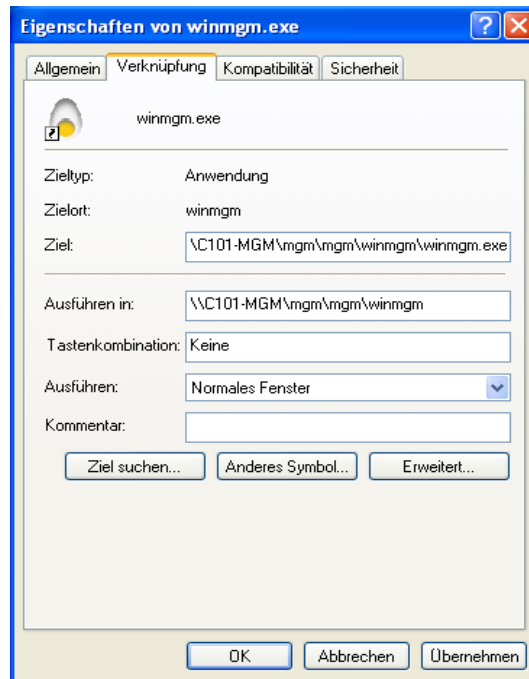 Eigenschaften von winmgm.exe
Allgemein Verknüpfung Kompatibilität Sicherheit
winmgm.exe
Zieltyp: Anwendung
Zielort: winmgm
Ziel: \C101-MGM\mgm\mgm\winmgm\winmgm.exe
Ausführen in: \\C101-MGM\mgm\mgm\winmgm
Tastenkombination: Keine
Ausführen: Normales Fenster
Kommentar:
Ziel suchen... Anderes Symbol... Erweitert...
OK Abbrechen Übernehmen